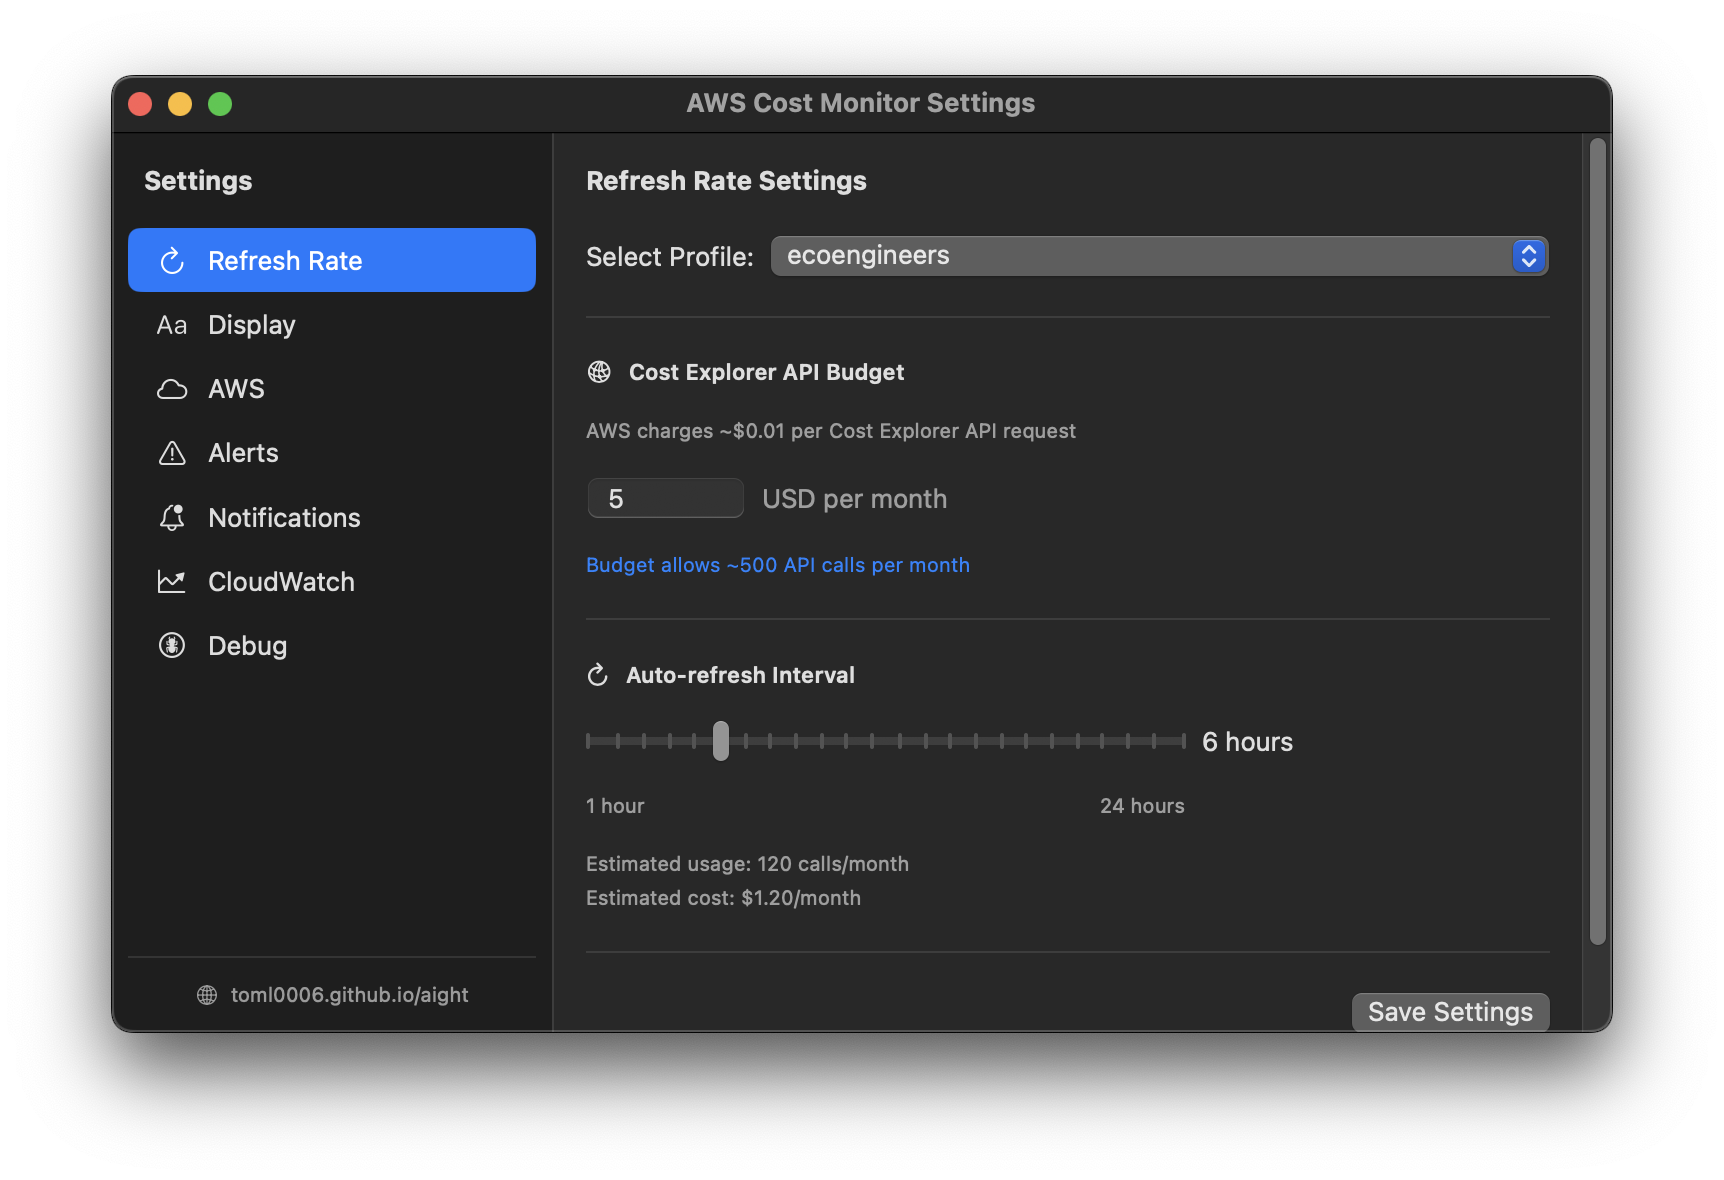 AWS Cost Monitor Settings
Settings
Refresh Rate
Aa Display
AWS
Alerts
Notifications
CloudWatch
Debug
toml0006.github.io/aight
Refresh Rate Settings
Select Profile: ecoengineers
Cost Explorer API Budget
AWS charges ~$0.01 per Cost Explorer API request
5 USD per month
Budget allows ~500 API calls per month
Auto-refresh Interval
6 hours
1 hour 24 hours
Estimated usage: 120 calls/month
Estimated cost: $1.20/month
Save Settings